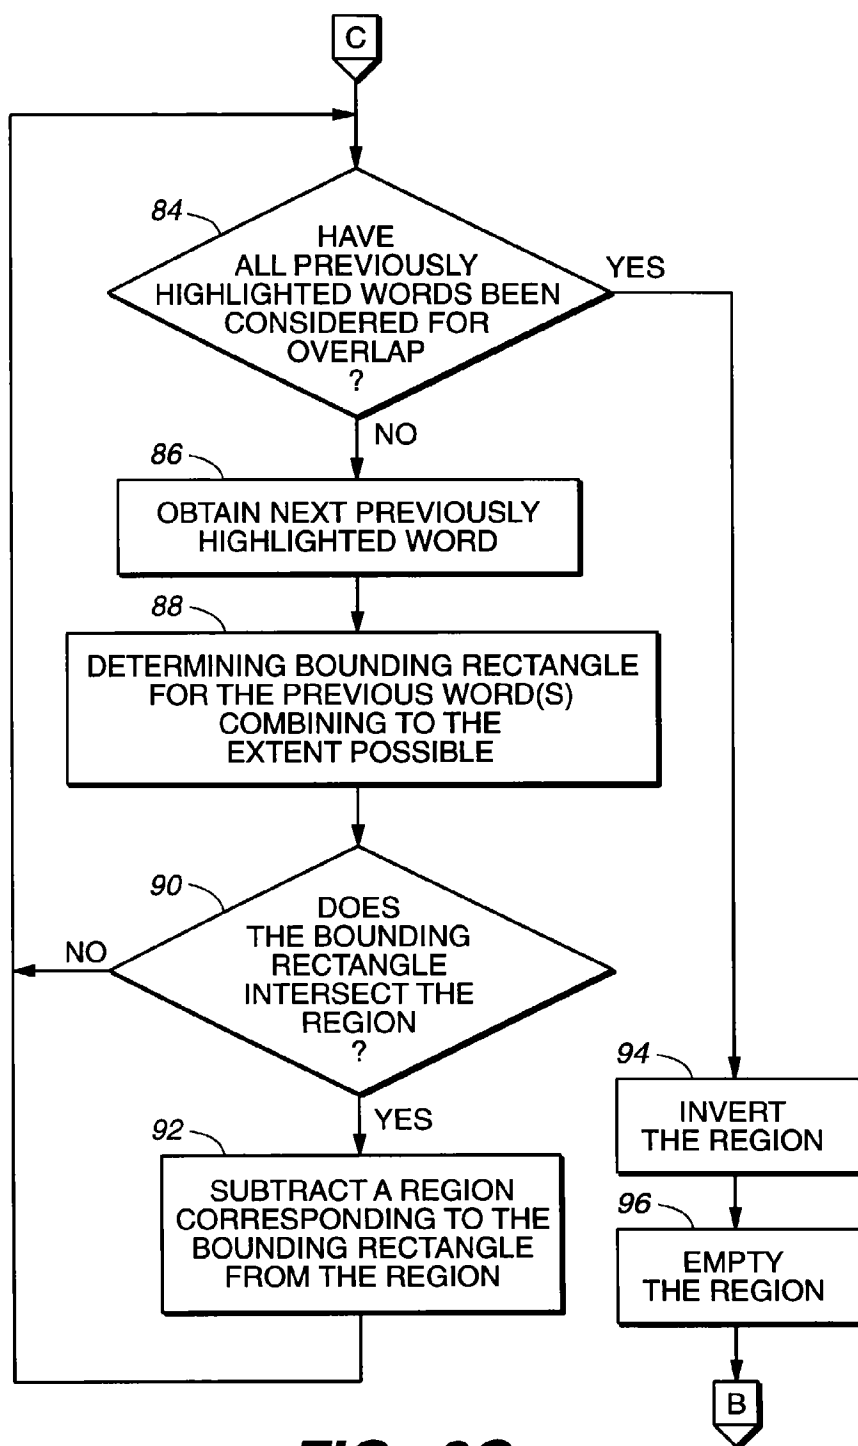 C
84
HAVE
ALL PREVIOUSLY
HIGHLIGHTED WORDS BEEN
CONSIDERED FOR
OVERLAP
?
YES
NO
86
OBTAIN NEXT PREVIOUSLY
HIGHLIGHTED WORD
88
DETERMINING BOUNDING RECTANGLE
FOR THE PREVIOUS WORD(S)
COMBINING TO THE
EXTENT POSSIBLE
90
DOES
THE BOUNDING
RECTANGLE
INTERSECT THE
REGION
?
NO
YES
92
SUBTRACT A REGION
CORRESPONDING TO THE
BOUNDING RECTANGLE
FROM THE REGION
94
INVERT
THE REGION
96
EMPTY
THE REGION
B